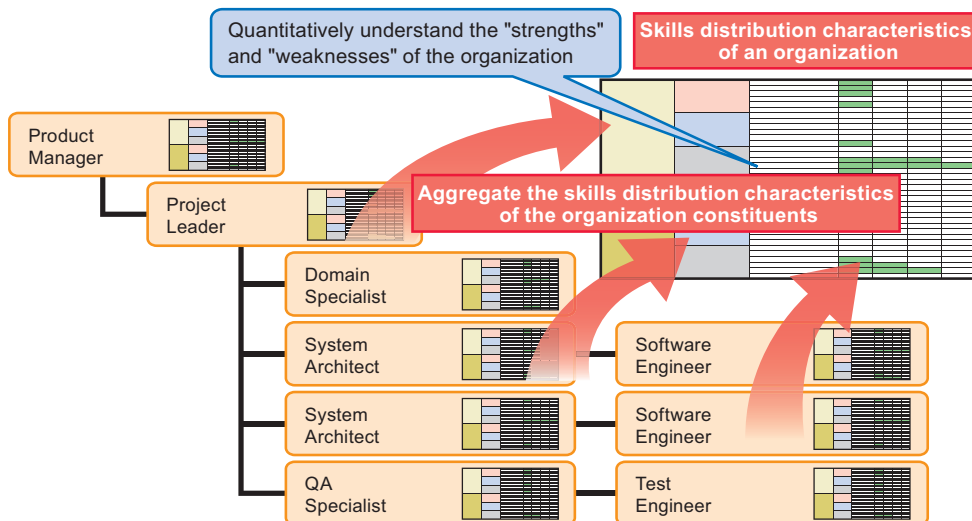 Quantitatively understand the "strengths"
and "weaknesses" of the organization
Skills distribution characteristics
of an organization
Product
Manager
Project
Leader
Aggregate the skills distribution characteristics
of the organization constituents
Domain
Specialist
System
Architect
Software
Engineer
System
Architect
Software
Engineer
QA
Specialist
Test
Engineer